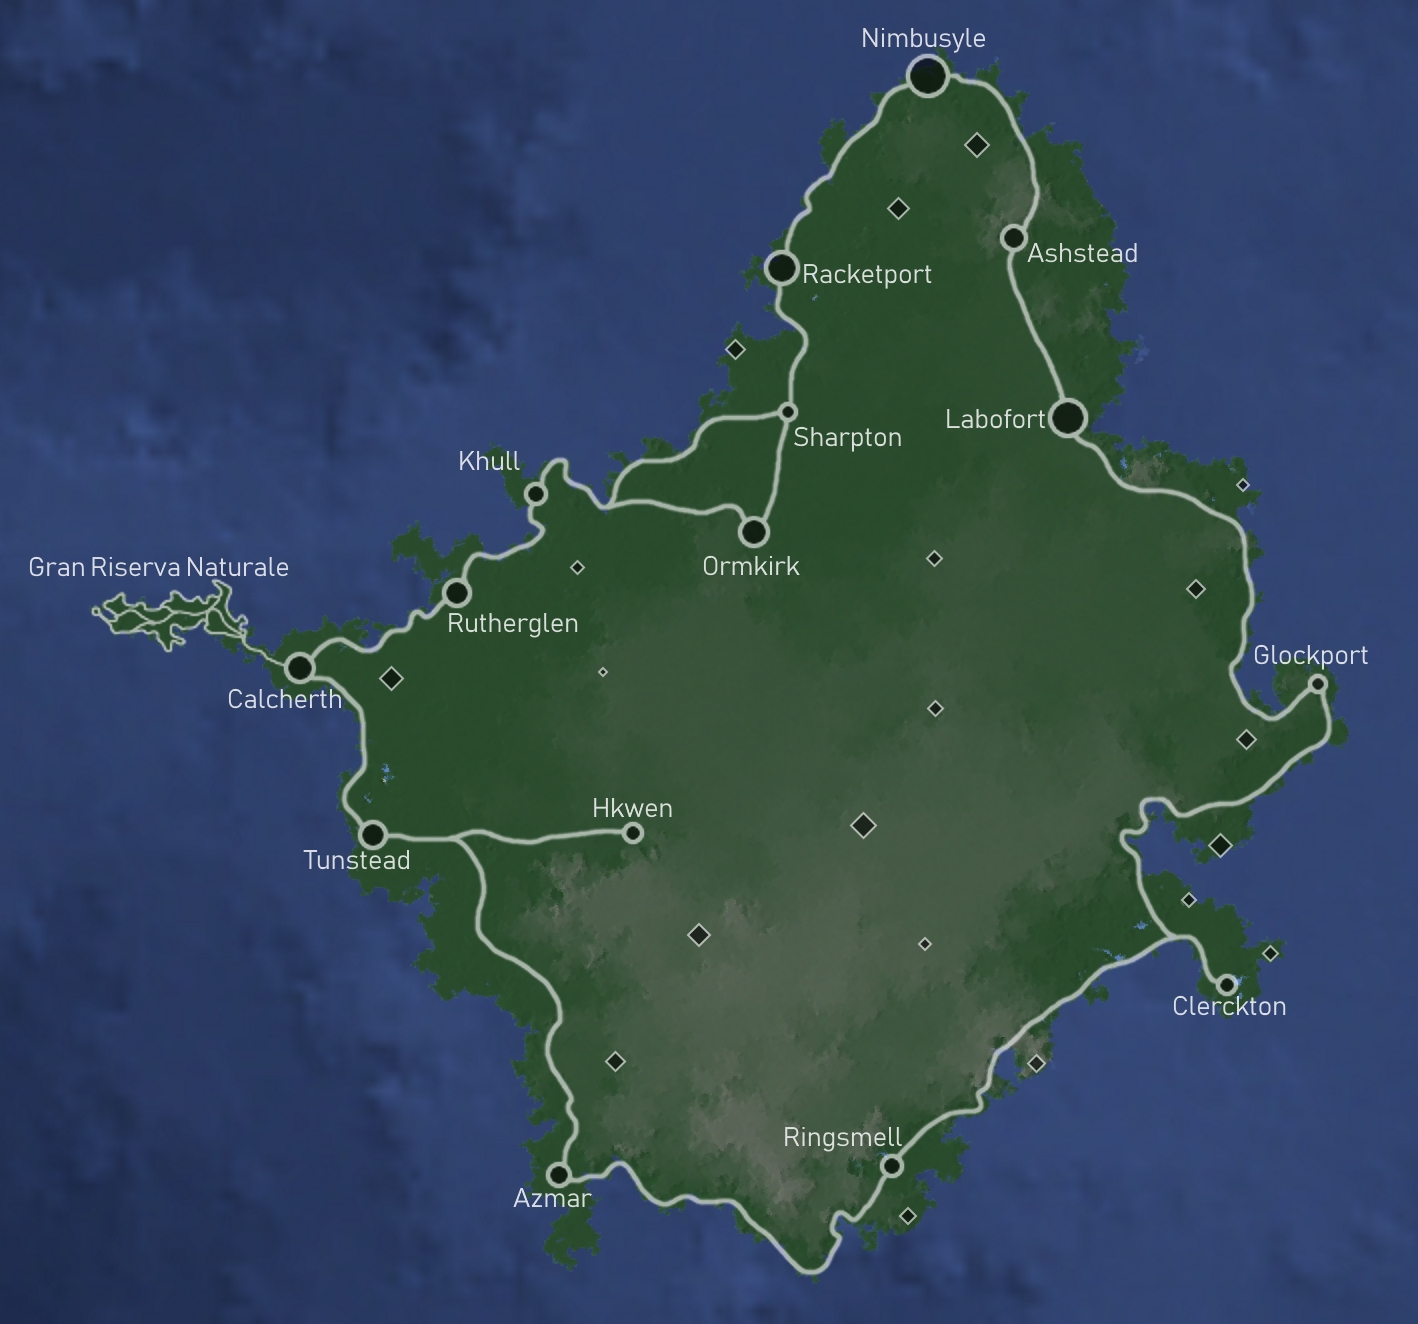 Nimbusyle
Ashstead
Racketport
Labofort
Sharpton
Khull
Ormkirk
Gran Riserva Naturale
Rutherglen
Glockport
Calcherth
Hkwen
Tunstead
Clerckton
Ringsmell
Azmar